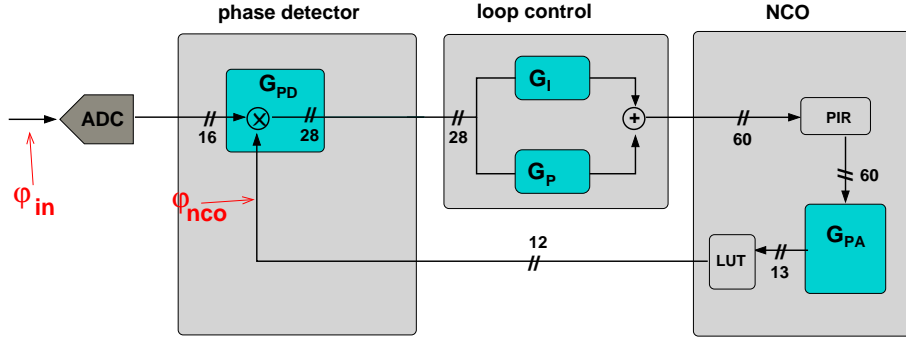 phase detector
loop control
NCO
ADC
φin
16
GPD
28
φnco
28
GI
GP
+
60
PIR
60
GPA
13
LUT
12